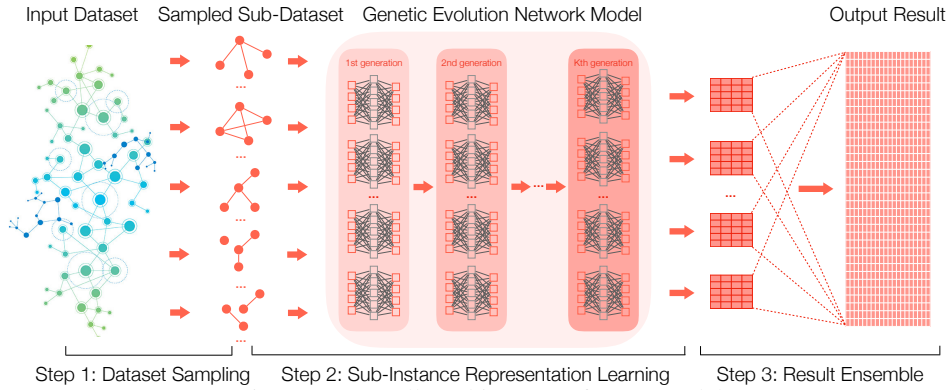 Input Dataset
Sampled Sub-Dataset
Genetic Evolution Network Model
Output Result
1st generation
2nd generation
Kth generation
...
...
...
...
...
...
...
...
...
...
Step 1: Dataset Sampling
Step 2: Sub-Instance Representation Learning
Step 3: Result Ensemble